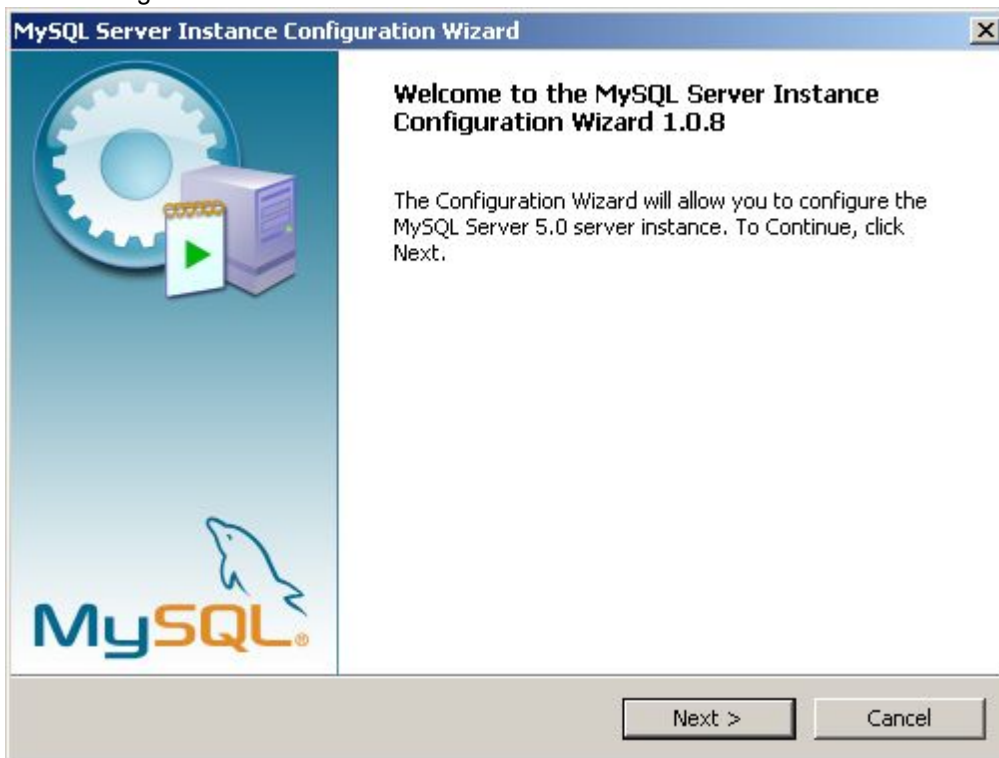 MySQL Server Instance Configuration Wizard
Welcome to the MySQL Server Instance
Configuration Wizard 1.0.8
The Configuration Wizard will allow you to configure the
MySQL Server 5.0 server instance. To Continue, click
Next.
MySQL®
Next >
Cancel